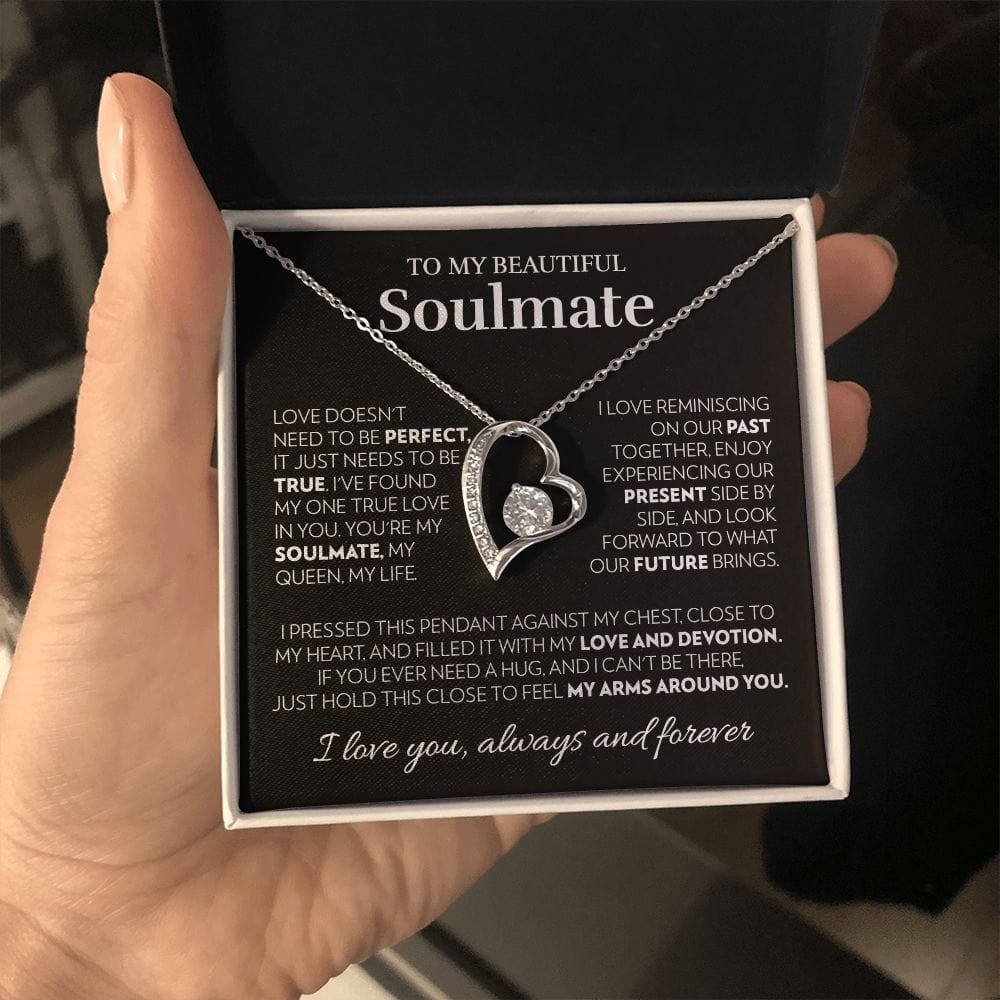 TO MY BEAUTIFUL
Soulmate
LOVE DOESN'T
NEED TO BE PERFECT,
IT JUST NEEDS TO BE
TRUE. I'VE FOUND
MY ONE TRUE LOVE
IN YOU. YOU'RE MY
SOULMATE, MY
QUEEN, MY LIFE.
I LOVE REMINISCING
ON OUR PAST
TOGETHER, ENJOY
EXPERIENCING OUR
PRESENT SIDE BY
SIDE, AND LOOK
FORWARD TO WHAT
OUR FUTURE BRINGS.
I PRESSED THIS PENDANT AGAINST MY CHEST, CLOSE TO
MY HEART, AND FILLED IT WITH MY LOVE AND DEVOTION.
IF YOU EVER NEED A HUG, AND I CAN'T BE THERE,
JUST HOLD THIS CLOSE TO FEEL MY ARMS AROUND YOU.
I love you, always and forever